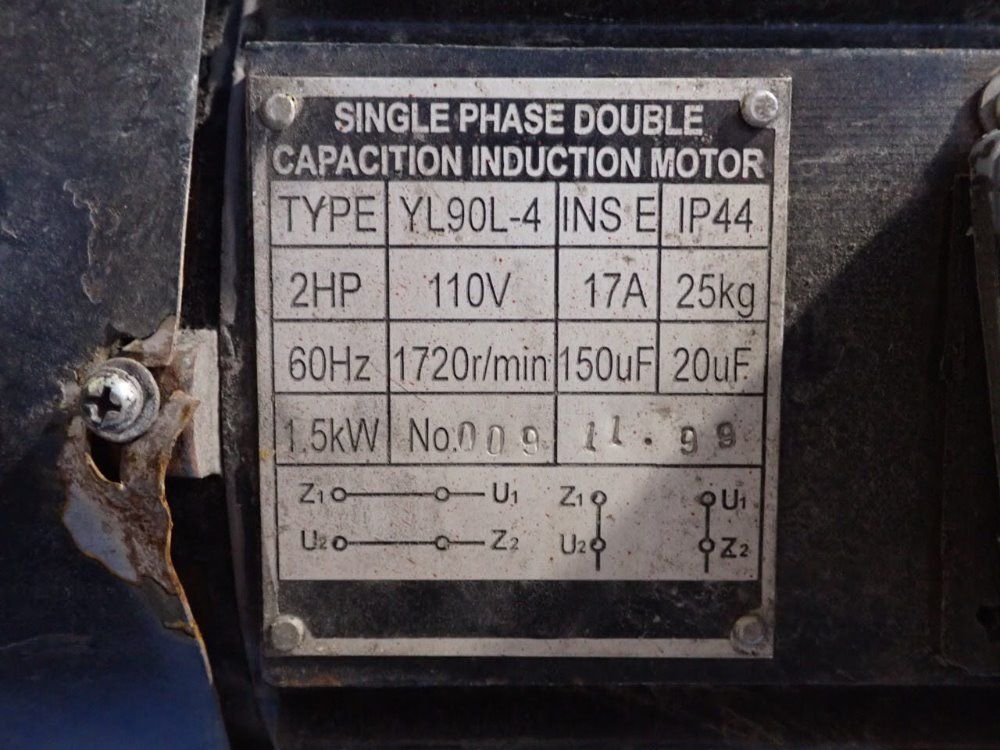 SINGLE PHASE DOUBLE
CAPACITION INDUCTION MOTOR
TYPE YL90L-4 INS E IP44
2HP 110V 17A 25kg
60Hz 1720r/min 150uF 20uF
1.5kW No.009 11.99
Z1 U1 Z1 U1
U2 Z2 U2 Z2